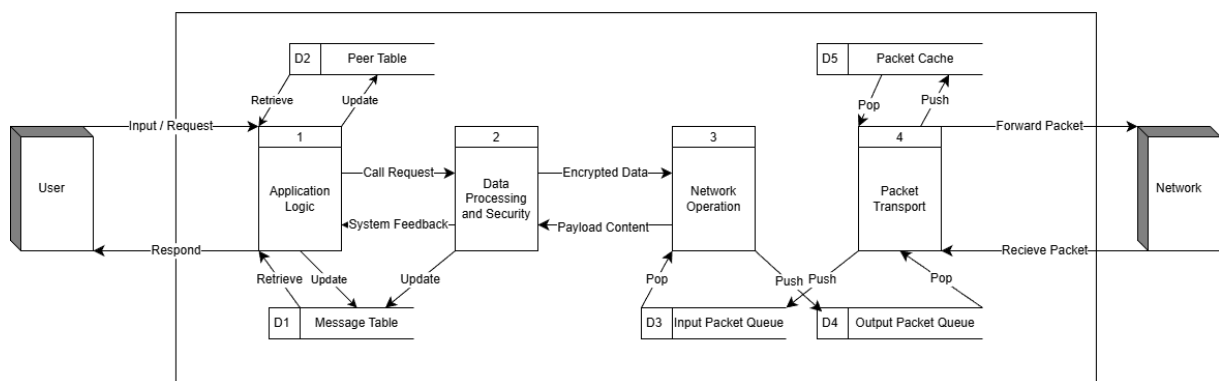 D2 Peer Table
D5 Packet Cache
Retrieve
Update
Pop
Push
Input / Request
1
2
3
4
Forward Packet
User
Application
Logic
Call Request
Data
Processing
and Security
Encrypted Data
Network
Operation
Packet
Transport
Network
System Feedback
Payload Content
Respond
Recieve Packet
Retrieve
Update
Update
Pop
Push
Push
Pop
D1 Message Table
D3 Input Packet Queue
D4 Output Packet Queue